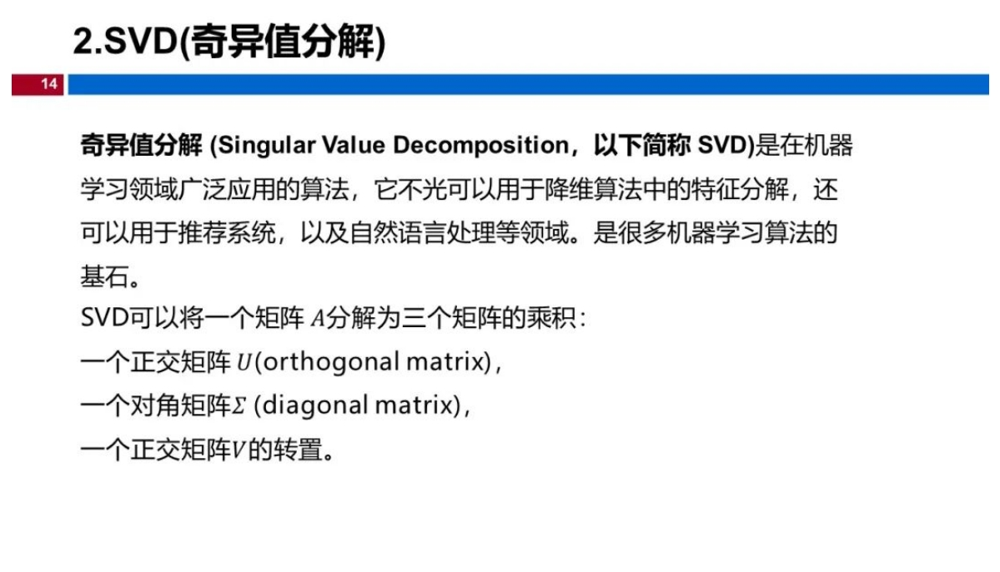 2.SVD(奇异值分解)
14
奇异值分解 (Singular Value Decomposition，以下简称 SVD)是在机器
学习领域广泛应用的算法，它不光可以用于降维算法中的特征分解，还
可以用于推荐系统，以及自然语言处理等领域。是很多机器学习算法的
基石。
SVD可以将一个矩阵 A分解为三个矩阵的乘积：
一个正交矩阵 U(orthogonal matrix)，
一个对角矩阵Σ (diagonal matrix)，
一个正交矩阵V的转置。